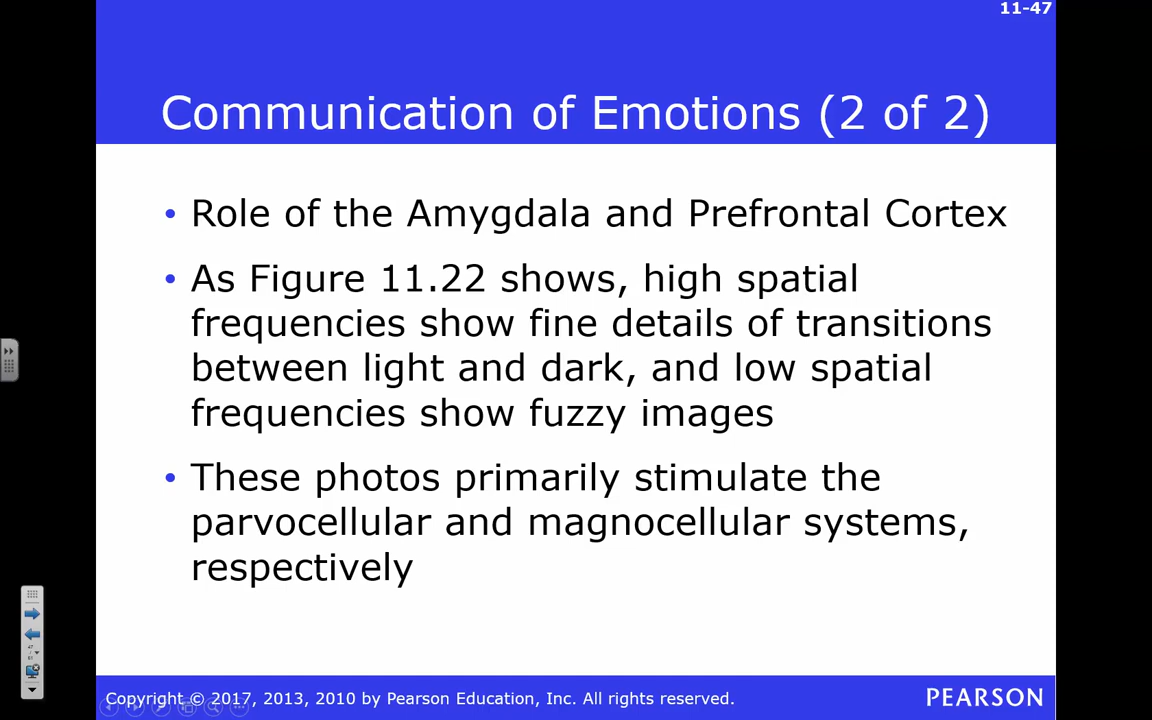 11-47
Communication of Emotions (2 of 2)
• Role of the Amygdala and Prefrontal Cortex
• As Figure 11.22 shows, high spatial
frequencies show fine details of transitions
between light and dark, and low spatial
frequencies show fuzzy images
• These photos primarily stimulate the
parvocellular and magnocellular systems,
respectively
Copyright © 2017, 2013, 2010 by Pearson Education, Inc. All rights reserved.
PEARSON